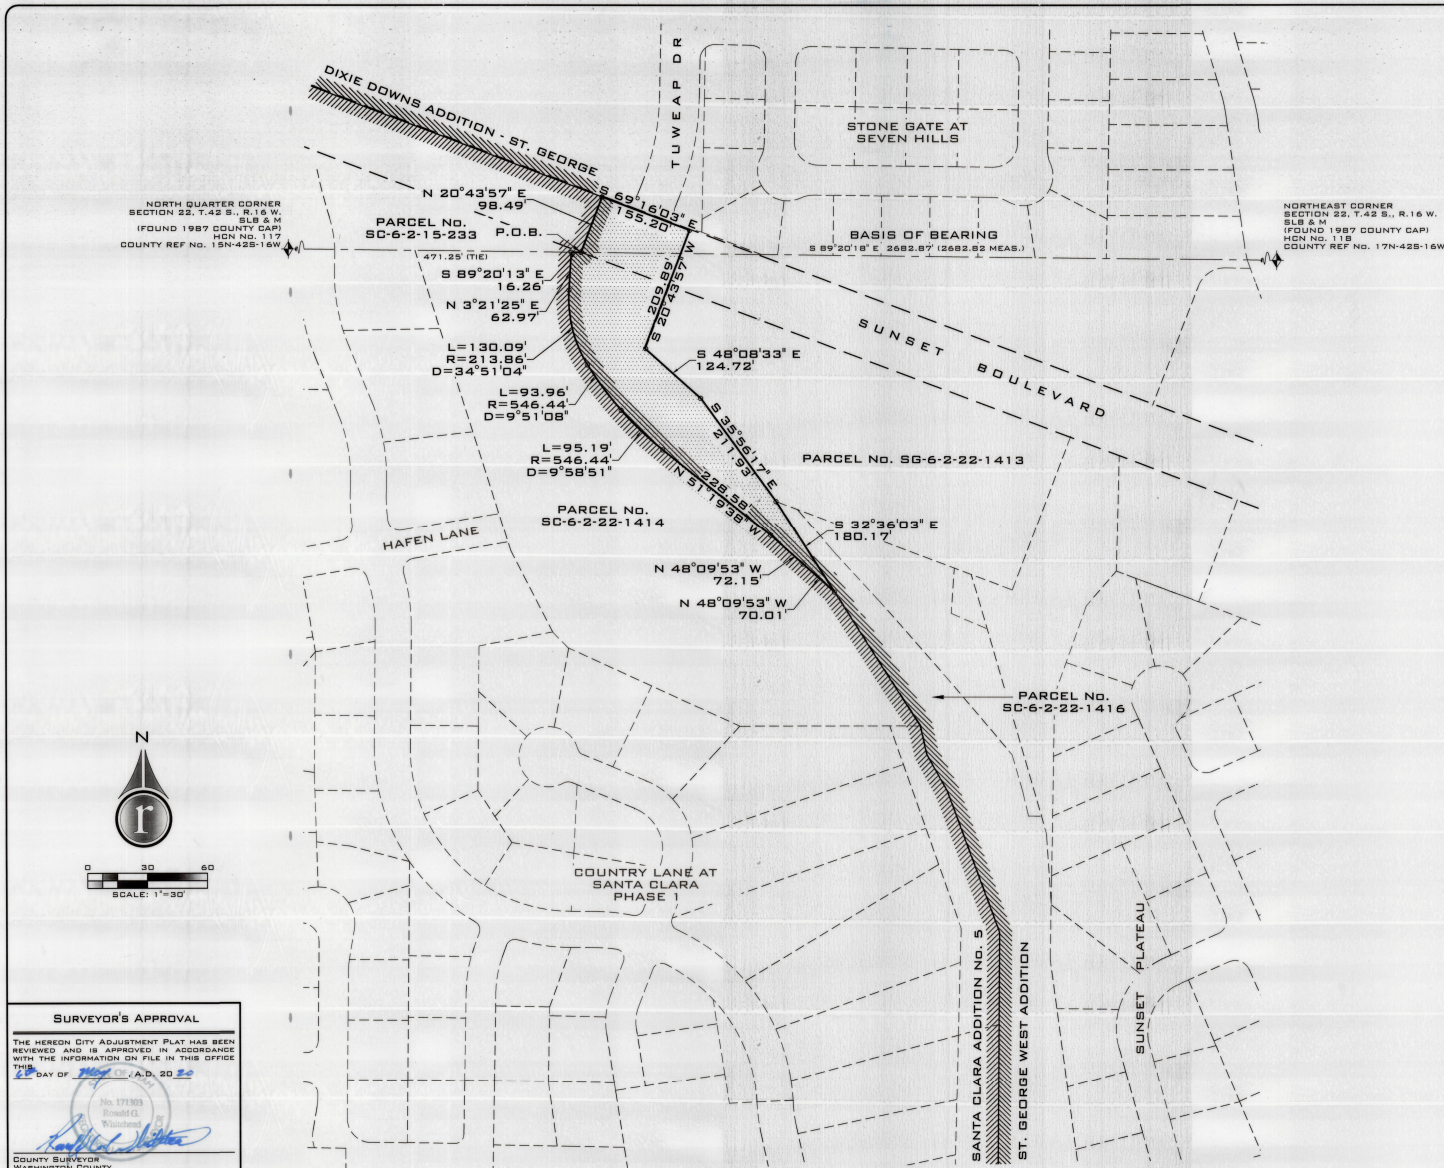 DIXIE DOWNS ADDITION - ST. GEORGE
TUWEAP DR
STONE GATE AT
SEVEN HILLS
N 20°43'57" E
98.49'
S 69°16'03" E
155.20'
NORTH QUARTER CORNER
SECTION 22, T.42 S., R.16 W.
SLB & M
(FOUND 1987 COUNTY CAP)
HCN No. 117
COUNTY REF No. 15N-42S-16W
PARCEL No.
SC-6-2-15-233
P.O.B.
471.25' (TIE)
BASIS OF BEARING
S 89°20'18" E 2682.87' (2682.82 MEAS.)
NORTHEAST CORNER
SECTION 22, T.42 S., R.16 W.
SLB & M
(FOUND 1987 COUNTY CAP)
HCN No. 118
COUNTY REF No. 17N-42S-16W
S 89°20'13" E
16.26'
N 3°21'25" E
62.97'
209.89'
S 20°43'57" W
L=130.09'
R=213.86'
D=34°51'04"
SUNSET BOULEVARD
S 48°08'33" E
124.72'
L=93.96'
R=546.44'
D=9°51'08"
S 35°56'17" E
211.93'
L=95.19'
R=546.44'
D=9°58'51"
PARCEL No. SG-6-2-22-1413
228.58'
N 51°19'38" W
PARCEL No.
SC-6-2-22-1414
S 32°36'03" E
180.17'
HAFEN LANE
N 48°09'53" W
72.15'
N 48°09'53" W
70.01'
PARCEL No.
SC-6-2-22-1416
N
r
0 30 60
SCALE: 1"=30'
COUNTRY LANE AT
SANTA CLARA
PHASE 1
SANTA CLARA ADDITION No. 5
ST. GEORGE WEST ADDITION
SUNSET PLATEAU
SURVEYOR'S APPROVAL
THE HEREON CITY ADJUSTMENT PLAT HAS BEEN
REVIEWED AND IS APPROVED IN ACCORDANCE
WITH THE INFORMATION ON FILE IN THIS OFFICE
THIS
DAY OF May, A.D. 20 20
No. 171303
Ronald G.
Whitehead
COUNTY SURVEYOR
WASHINGTON COUNTY